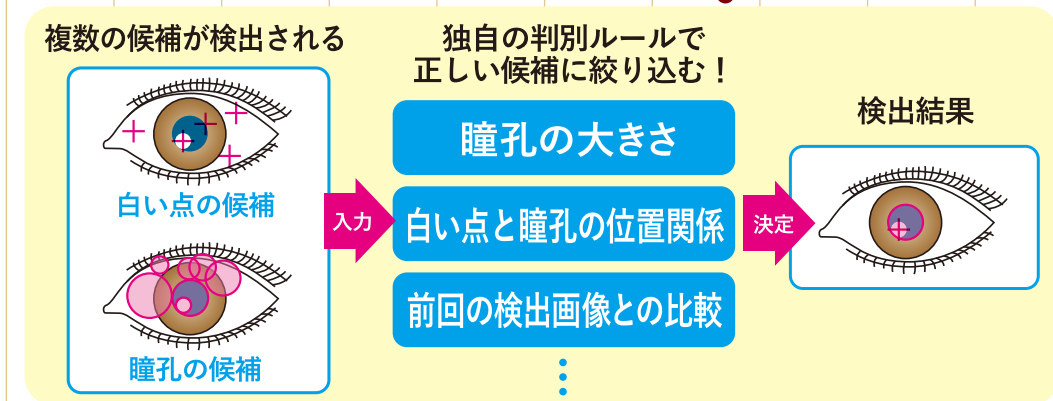 複数の候補が検出される
白い点の候補
瞳孔の候補
入力
独自の判別ルールで
正しい候補に絞り込む！
瞳孔の大きさ
白い点と瞳孔の位置関係
前回の検出画像との比較
⋮
決定
検出結果